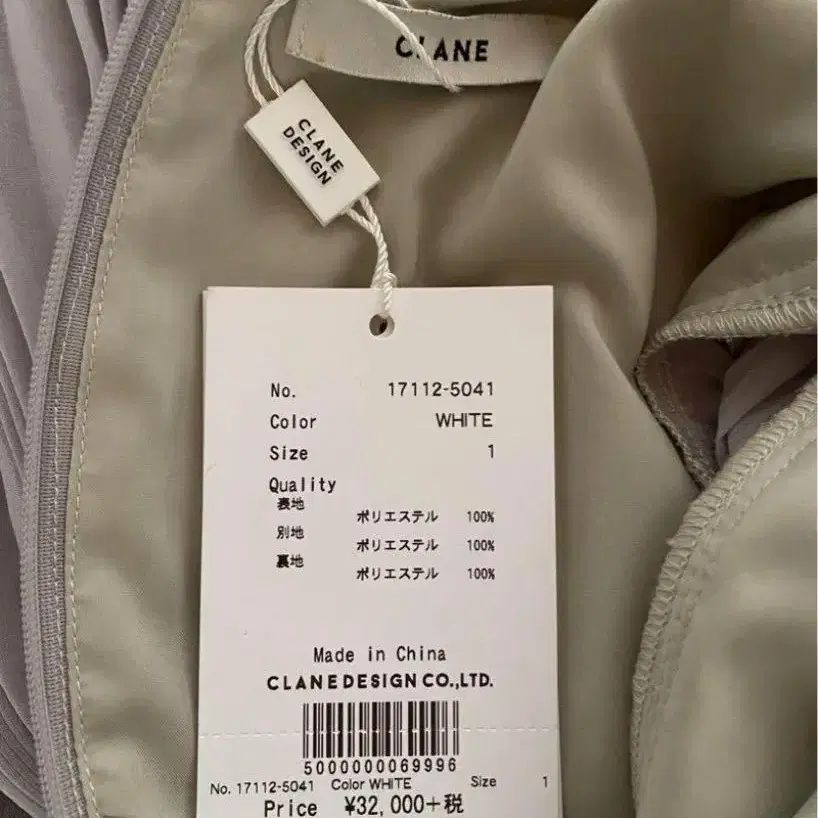 CLANE
CLANE
DESIGN
No. 17112-5041
Color WHITE
Size 1
Quality
表地
ポリエステル 100%
別地
ポリエステル 100%
裏地
ポリエステル 100%
Made in China
CLANEDESIGN CO.,LTD.
5000000069996
No. 17112-5041 Color WHITE Size 1
Price ¥32,000+税